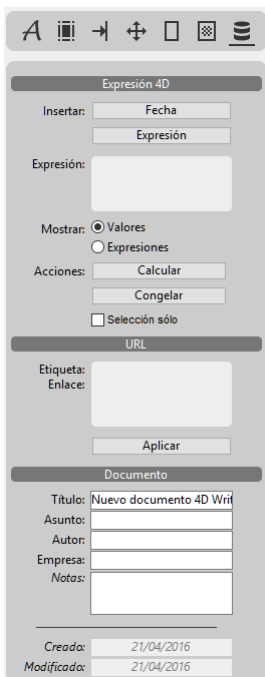 A
Expresión 4D
Insertar: Fecha
Expresión
Expresión:
Mostrar: Valores
Expresiones
Acciones: Calcular
Congelar
Selección sólo
URL
Etiqueta:
Enlace:
Aplicar
Documento
Título: Nuevo documento 4D Writ
Asunto:
Autor:
Empresa:
Notas:
Creado: 21/04/2016
Modificado: 21/04/2016